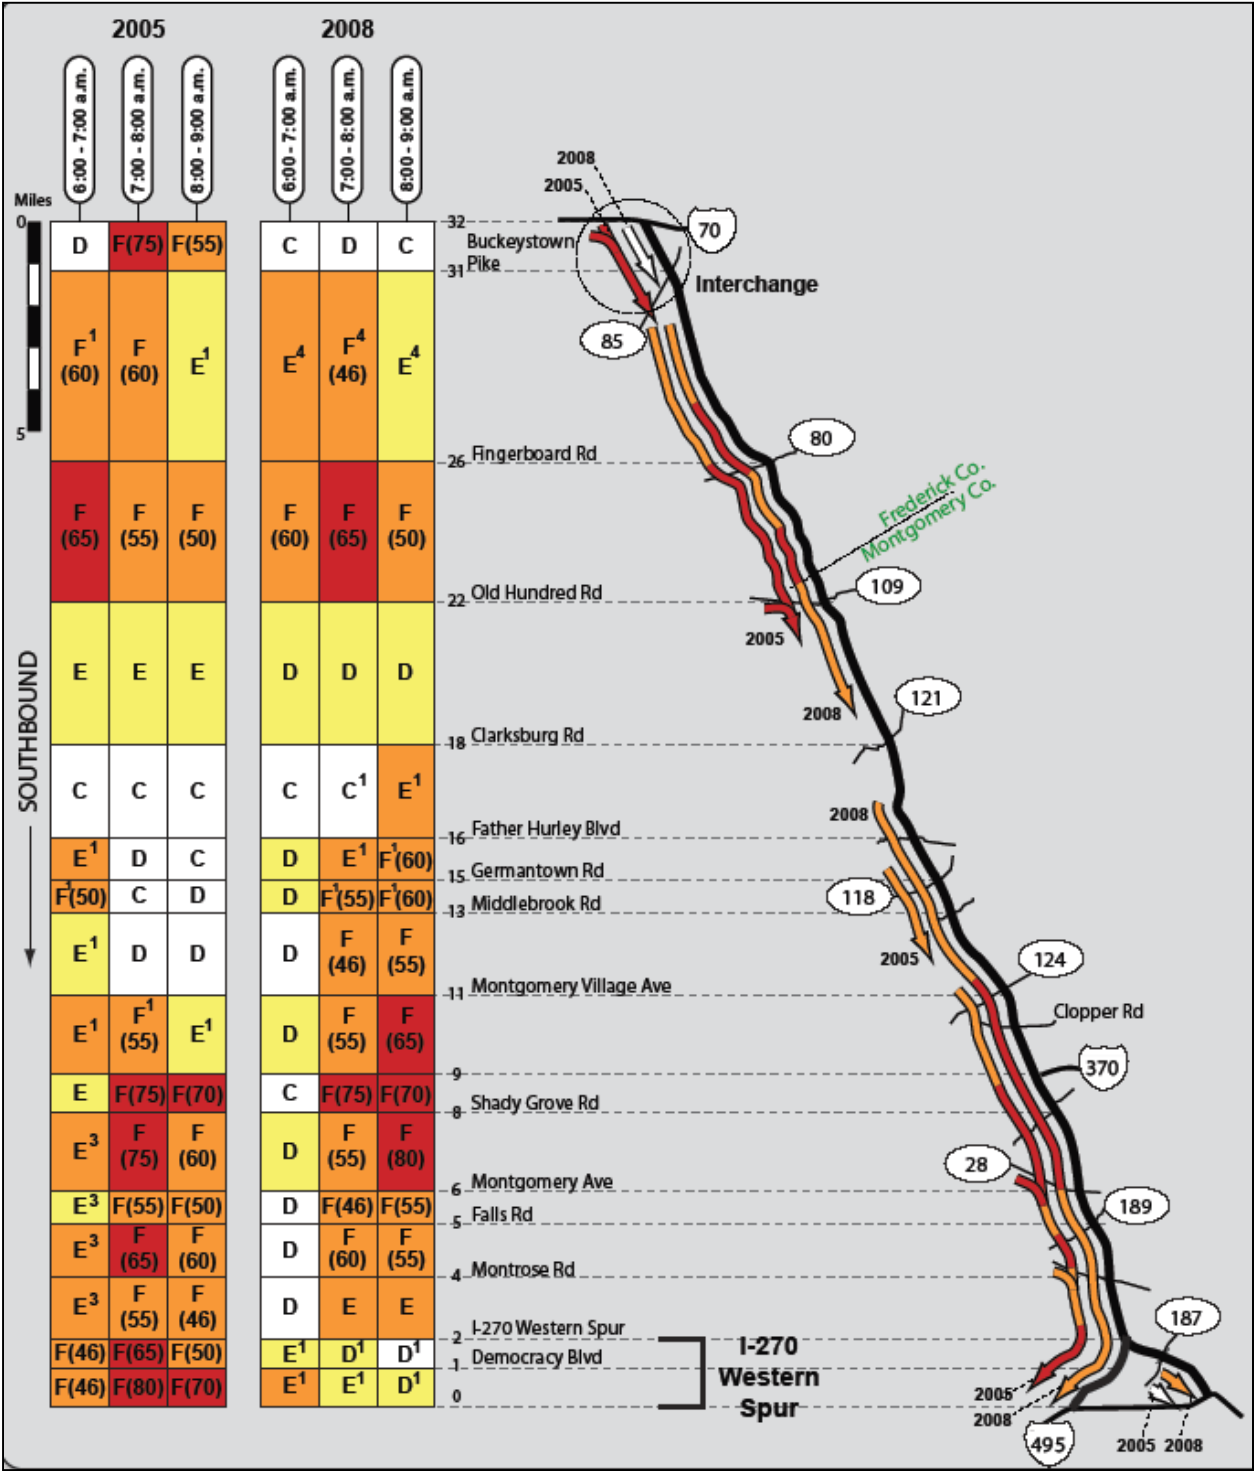 2005 2008
6:00 - 7:00 a.m. 7:00 - 8:00 a.m. 8:00 - 9:00 a.m. 6:00 - 7:00 a.m. 7:00 - 8:00 a.m. 8:00 - 9:00 a.m.
Miles
0
5
SOUTHBOUND
D F(75) F(55) C D C
F1 (60) F (60) E1 E4 F4 (46) E4
F (65) F (55) F (50) F (60) F (65) F (50)
E E E D D D
C C C C C1 E1
E1 D C D E1 F1(60)
F1(50) C D D F1(55) F1(60)
E1 D D D F (46) F (55)
E1 F1 (55) E1 D F (55) F (65)
E F(75) F(70) C F(75) F(70)
E3 F (75) F (60) D F (55) F (80)
E3 F(55) F(50) D F(46) F(55)
E3 F (65) F (60) D F (60) F (55)
E3 F (55) F (46) D E E
F(46) F(65) F(50) E1 D1 D1
F(46) F(80) F(70) E1 E1 D1
32
Buckeystown
Pike
31
26 Fingerboard Rd
22 Old Hundred Rd
18 Clarksburg Rd
16 Father Hurley Blvd
15 Germantown Rd
13 Middlebrook Rd
11 Montgomery Village Ave
9
8 Shady Grove Rd
6 Montgomery Ave
5 Falls Rd
4 Montrose Rd
2 I-270 Western Spur
1 Democracy Blvd
0
I-270
Western
Spur
2008
2005
70
Interchange
85
80
Frederick Co.
Montgomery Co.
109
2005
121
2008
2008
118
2005
124
Clopper Rd
370
28
189
187
2005
2008
495
2005 2008